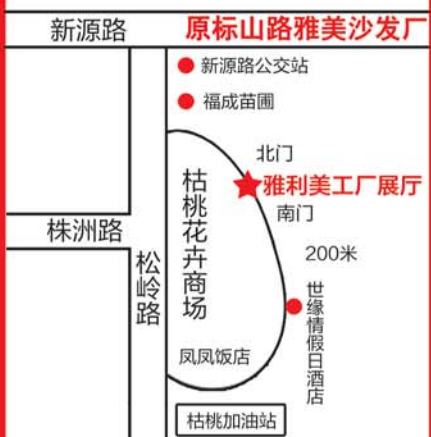 新源路
原标山路雅美沙发厂
新源路公交站
福成苗圃
北门
雅利美工厂展厅
南门
枯桃花卉商场
株洲路
松岭路
200米
世缘情假日酒店
凤凤饭店
枯桃加油站